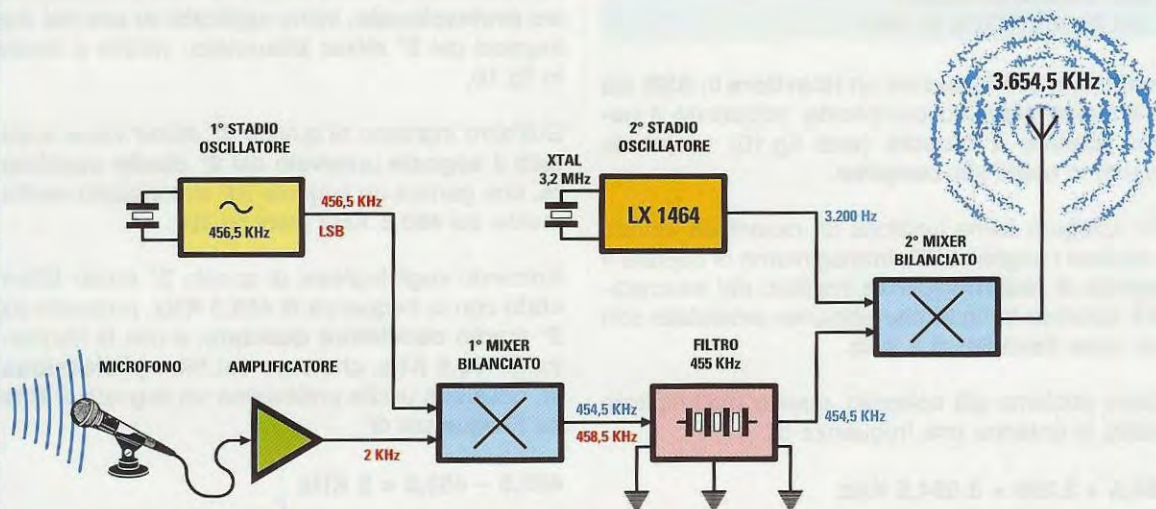 3.654,5 KHz
1° STADIO
OSCILLATORE
456,5 KHz
456,5 KHz
LSB
2° STADIO
OSCILLATORE
XTAL
3,2 MHz
LX 1464
3.200 Hz
2° MIXER
BILANCIATO
MICROFONO
AMPLIFICATORE
2 KHz
1° MIXER
BILANCIATO
454,5 KHz
458,5 KHz
FILTRO
455 KHz
454,5 KHz